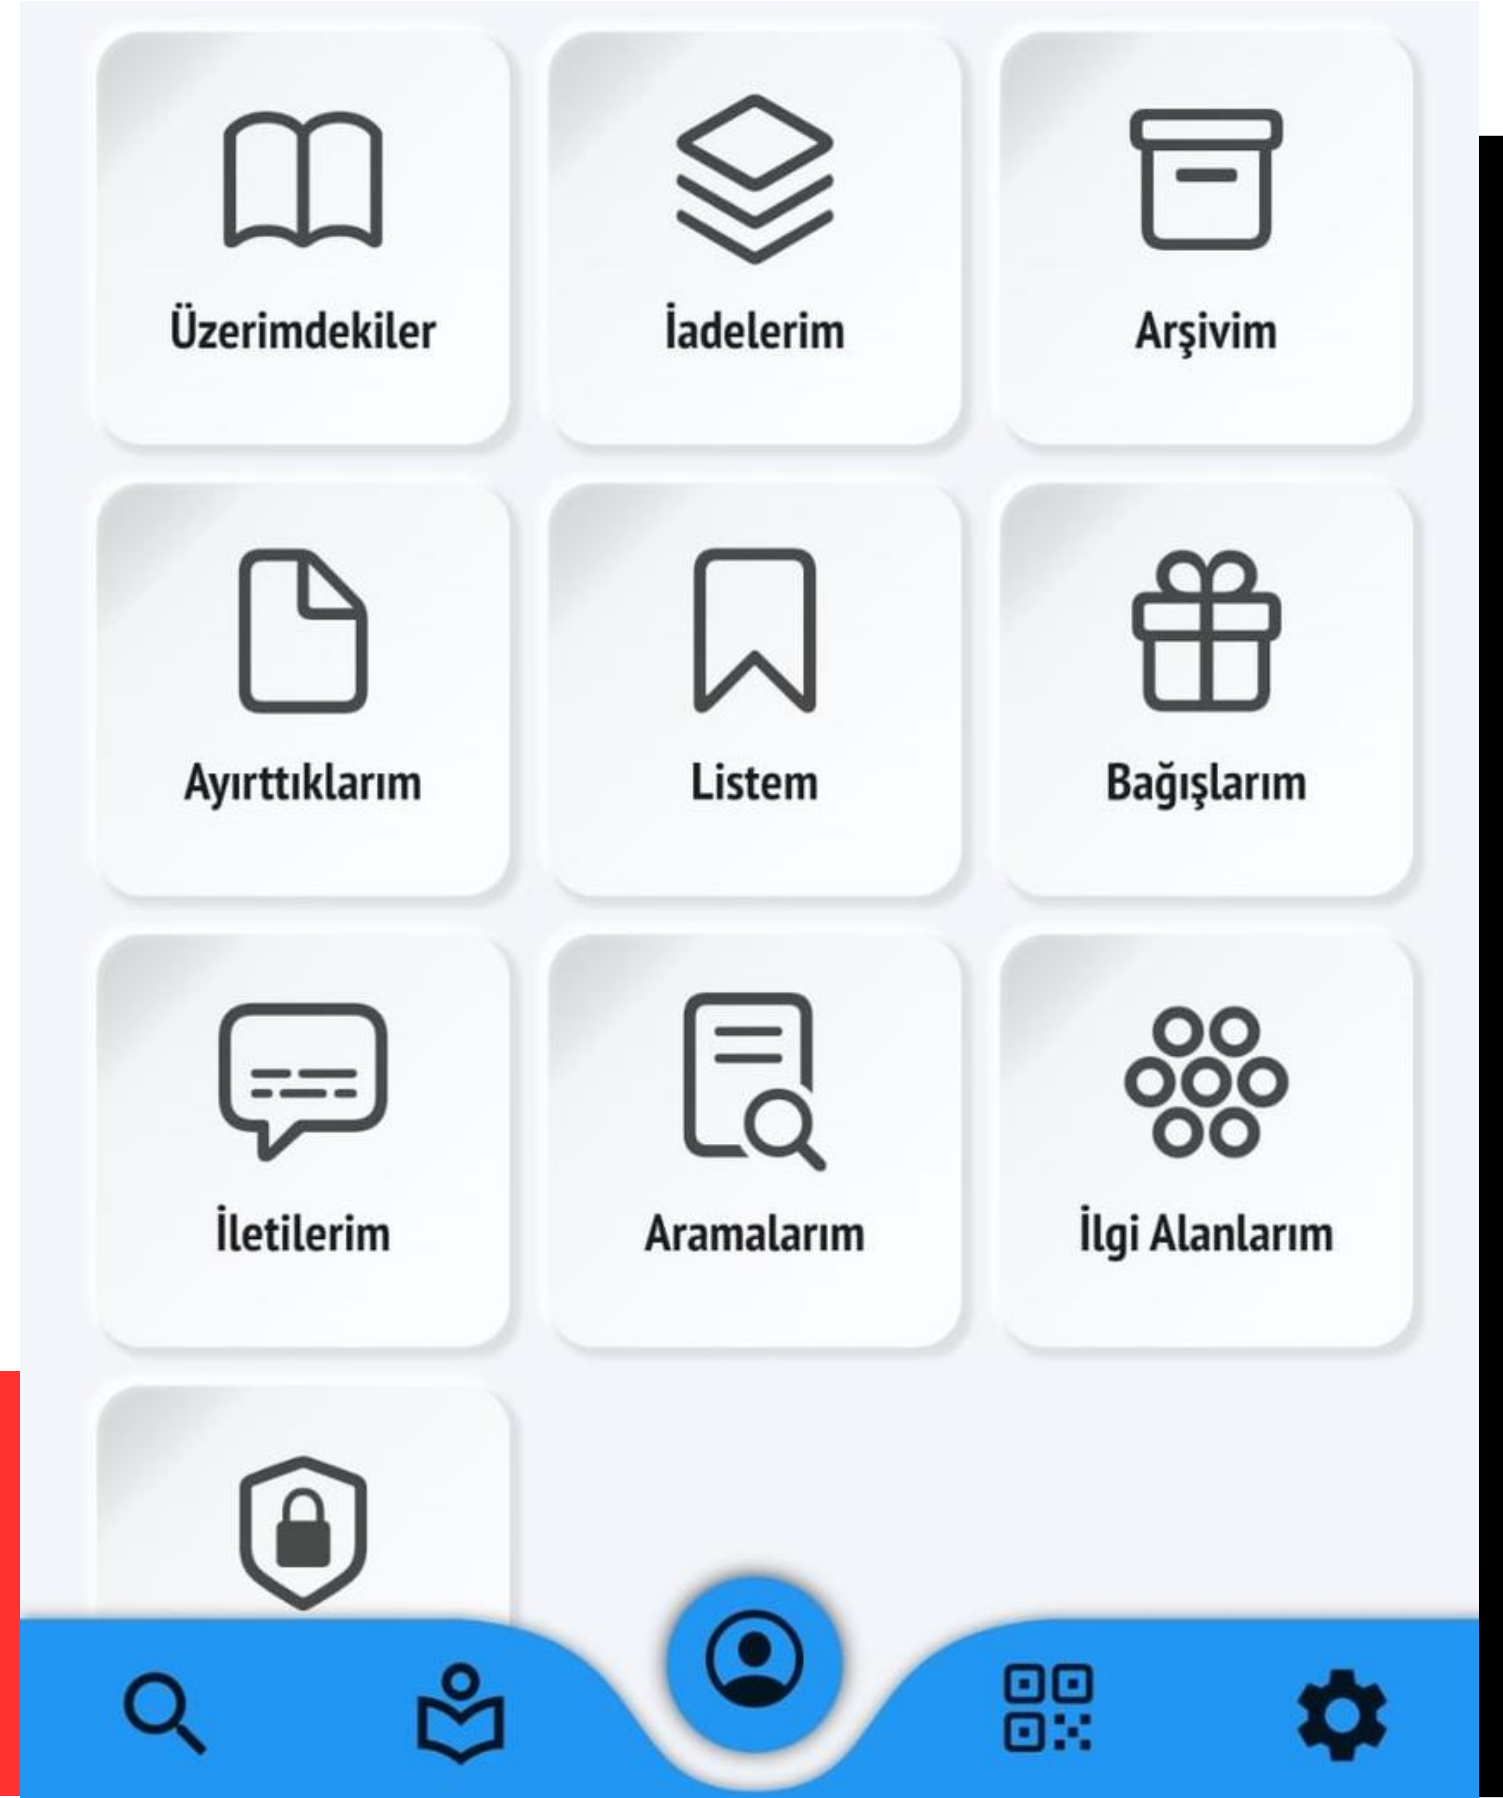 Üzerimdekiler
İadelerim
Arşivim
Ayırttıklarım
Listem
Bağışlarım
İletilerim
Aramalarım
İlgi Alanlarım